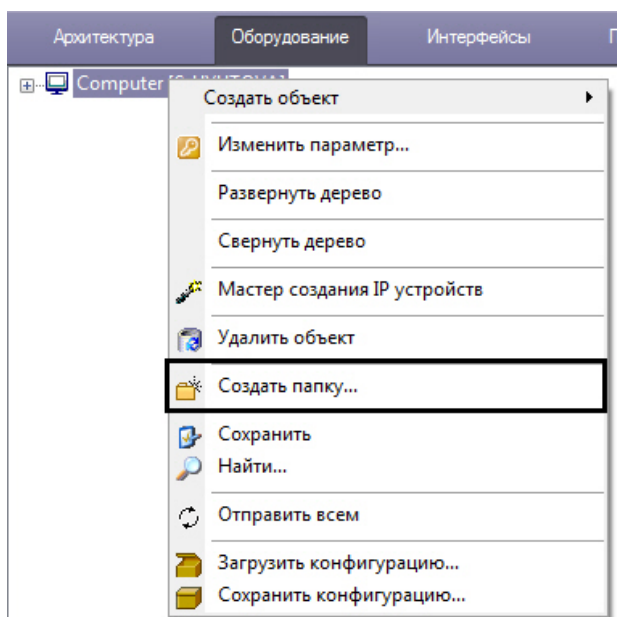 Архитектура Оборудование Интерфейсы
Computer
Создать объект
Изменить параметр...
Развернуть дерево
Свернуть дерево
Мастер создания IP устройств
Удалить объект
Создать папку...
Сохранить
Найти...
Отправить всем
Загрузить конфигурацию...
Сохранить конфигурацию...